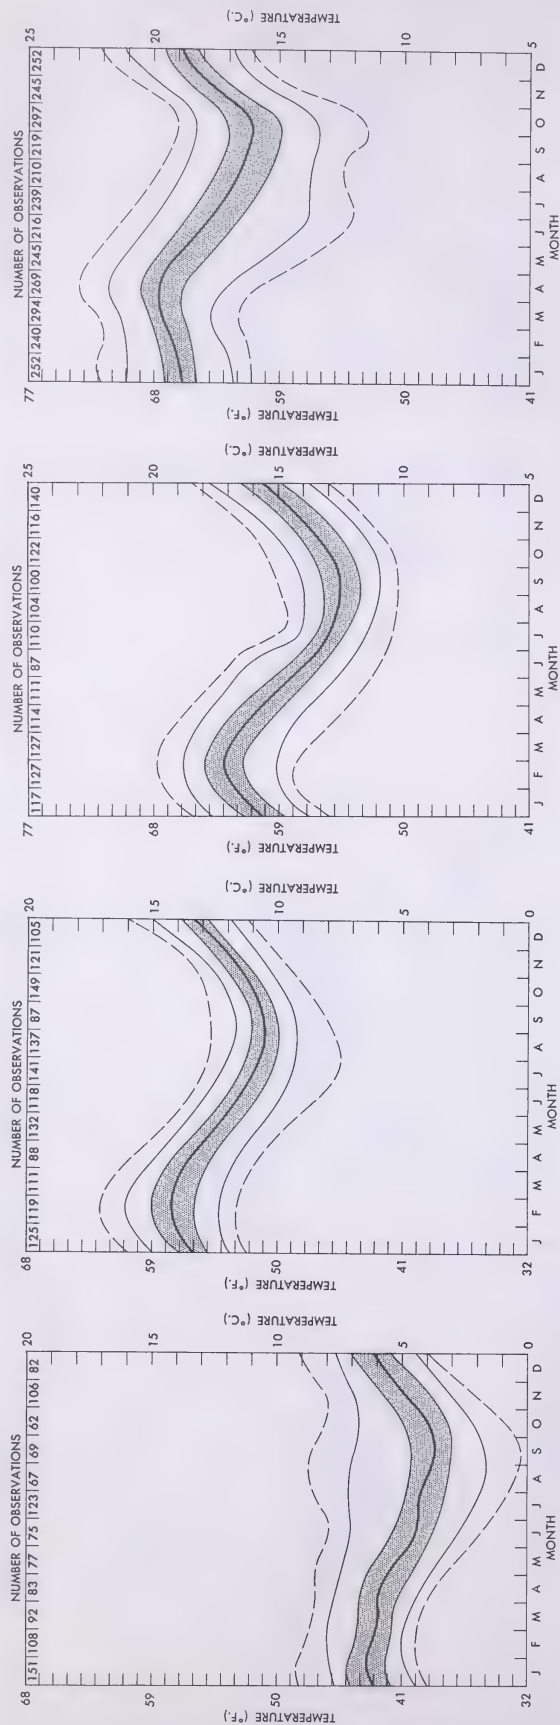 NUMBER OF OBSERVATIONS
151|108|92|83|77|75|123|67|69|62|106|82
68
59
50
41
32
TEMPERATURE (°F.)
20
15
10
5
0
TEMPERATURE (°C.)
J F M A M J J A S O N D
MONTH
NUMBER OF OBSERVATIONS
125|119|111|88|132|118|141|137|87|149|121|105
68
59
50
41
32
TEMPERATURE (°F.)
20
15
10
5
0
TEMPERATURE (°C.)
J F M A M J J A S O N D
MONTH
NUMBER OF OBSERVATIONS
117|127|127|114|111|87|110|104|100|122|116|140
77
68
59
50
41
TEMPERATURE (°F.)
25
20
15
10
5
TEMPERATURE (°C.)
J F M A M J J A S O N D
MONTH
NUMBER OF OBSERVATIONS
252|240|294|269|245|216|239|210|219|297|245|252
77
68
59
50
41
TEMPERATURE (°F.)
25
20
15
10
5
TEMPERATURE (°C.)
J F M A M J J A S O N D
MONTH